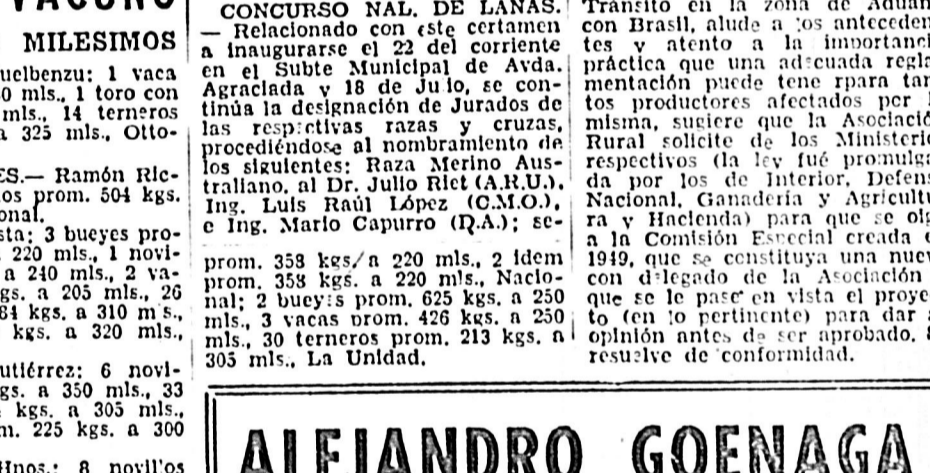 VACUNO
MILESIMOS
uelbenzu: 1 vaca
0 mls., 1 toro con
mls., 14 terneros
a 325 mls., Otto-
ES.— Ramón Ric-
os prom. 504 kgs.
onal.
sta: 3 bueyes pro-
220 mls., 1 novi-
a 240 mls., 2 va-
gs. a 205 mls., 26
84 kgs. a 310 m s.,
kgs. a 320 mls.,
utiérrez: 6 novi-
gs. a 350 mls., 33
kgs. a 305 mls.,
m. 225 kgs. a 300
Hnos.: 8 novil'os
CONCURSO NAL. DE LANAS.
— Relacionado con este certamen
a inaugurarse el 22 del corriente
en el Subte Municipal de Avda.
Agraciada y 18 de Ju io, se con-
tinúa la designación de Jurados de
las resp:ctivas razas y cruzas,
procediéndose al nombramiento de
los siguientes: Raza Merino Aus-
traliano, al Dr. Julio Riet (A.R.U.),
Ing. Luis Raúl López (C.M.O.),
e Ing. Mario Capurro (R.A.); se-
prom. 358 kgs/a 220 mls., 2 idem
prom. 358 kgs. a 220 mls., Nacio-
nal; 2 buey:s prom. 625 kgs. a 250
mls., 3 vacas prom. 426 kgs. a 250
mls., 30 terneros prom. 213 kgs. a
305 mls., La Unidad.
Tránsito en la zona de Aduan
con Brasil, alude a los anteceden
tes y atento a la importanci
práctica que una adecuada regla
mentación puede tene rpara tan
tos productores afectados por l
misma, sugiere que la Asociació
Rural solicite de los Ministerio
respectivos (la ley fué promulga
da por los de Interior, Defens
Nacional, Ganadería y Agricultu
ra y Hacienda) para que se oig
a la Comisión Especial creada e
1949, que se constituya una nuev
con d:legado de la Asociación
que se le pase en vista el proye
to (en lo pertinente) para dar
opinión antes de ser aprobado. S
resuelve de conformidad.
ALEJANDRO GOENAGA